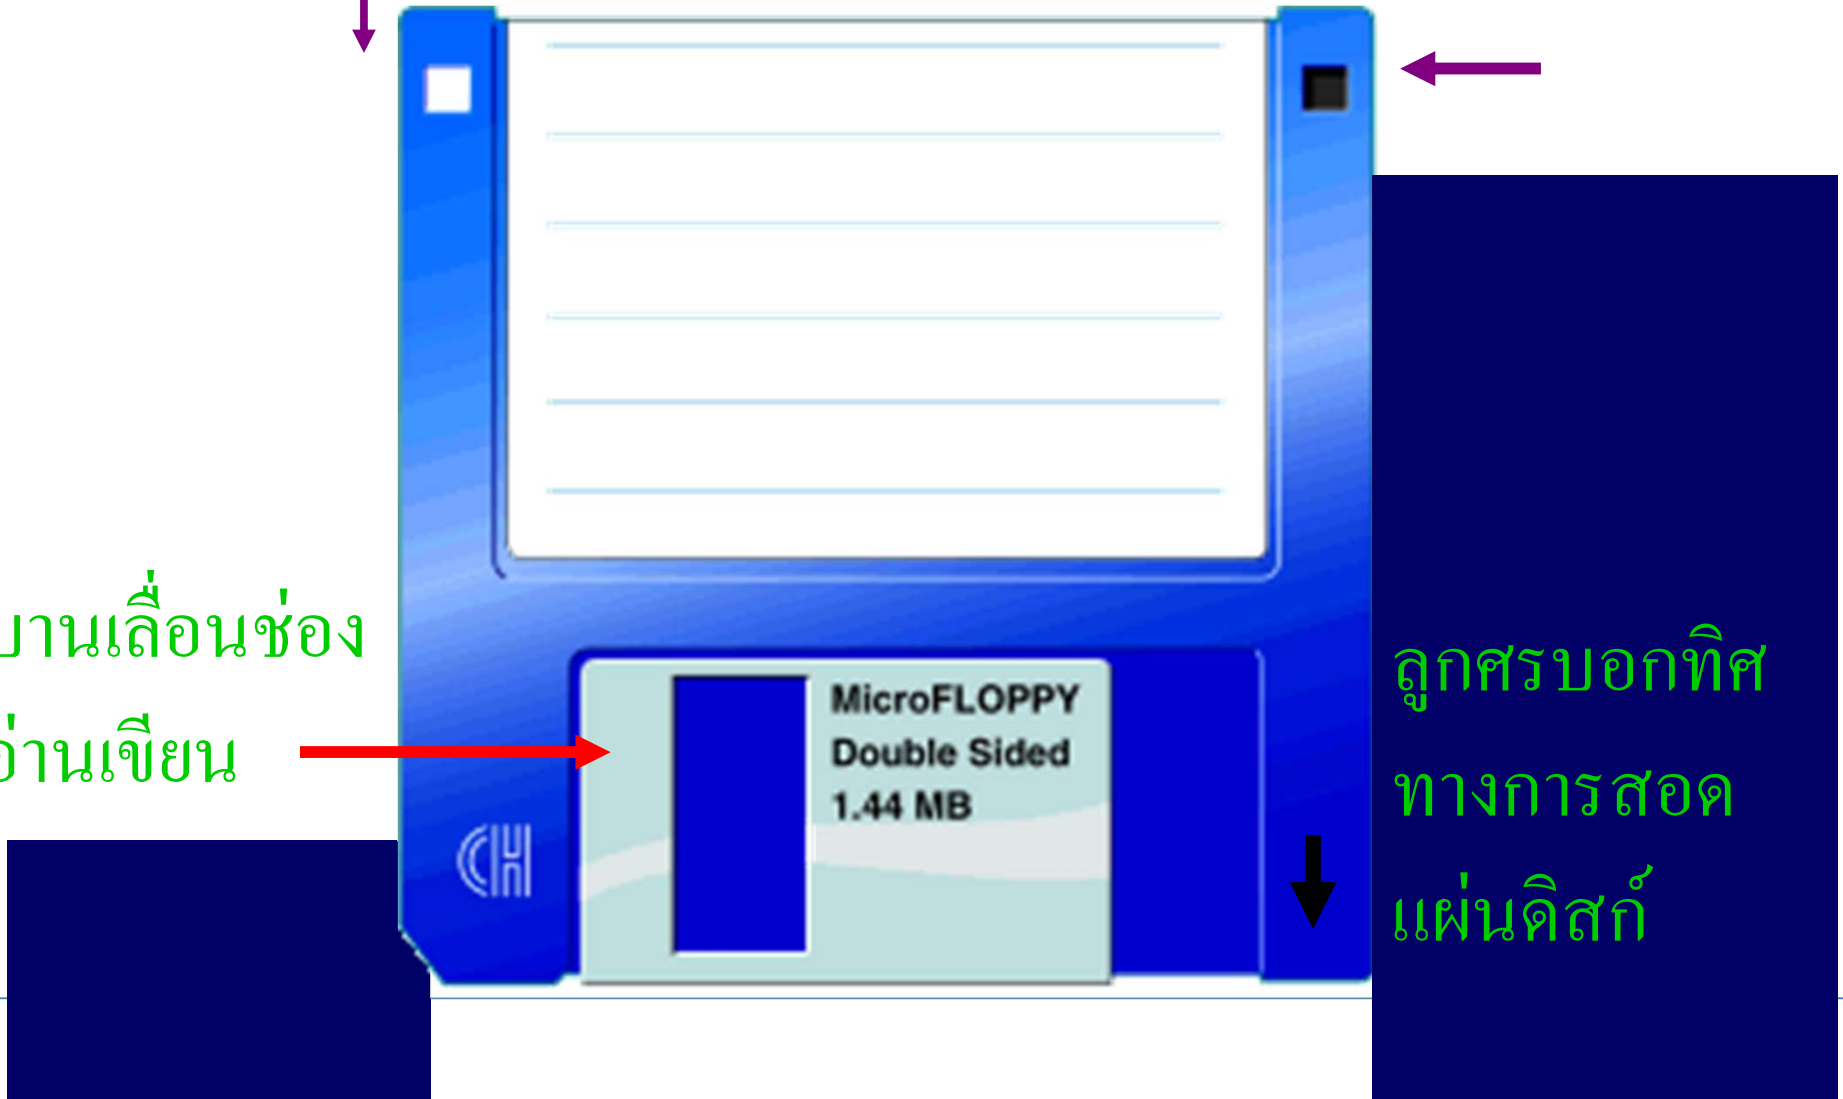 บานเลื่อนช่อง
อ่านเขียน
MicroFLOPPY
Double Sided
1.44 MB
ลูกศรบอกทิศ
ทางการสอด
แผ่นดิสก์